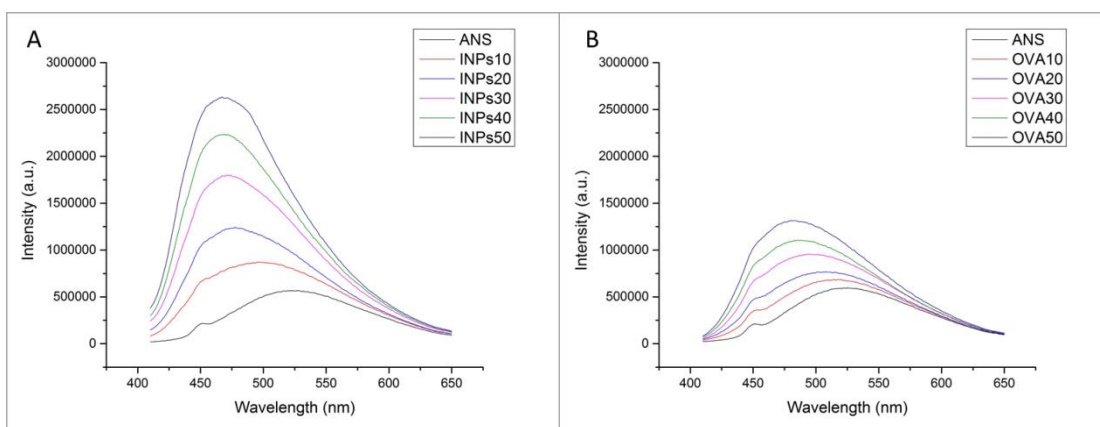 A
ANS
INPs10
INPs20
INPs30
INPs40
INPs50
3000000
2500000
2000000
1500000
1000000
500000
0
Intensity (a.u.)
400 450 500 550 600 650
Wavelength (nm)
B
ANS
OVA10
OVA20
OVA30
OVA40
OVA50
3000000
2500000
2000000
1500000
1000000
500000
0
Intensity (a.u.)
400 450 500 550 600 650
Wavelength (nm)